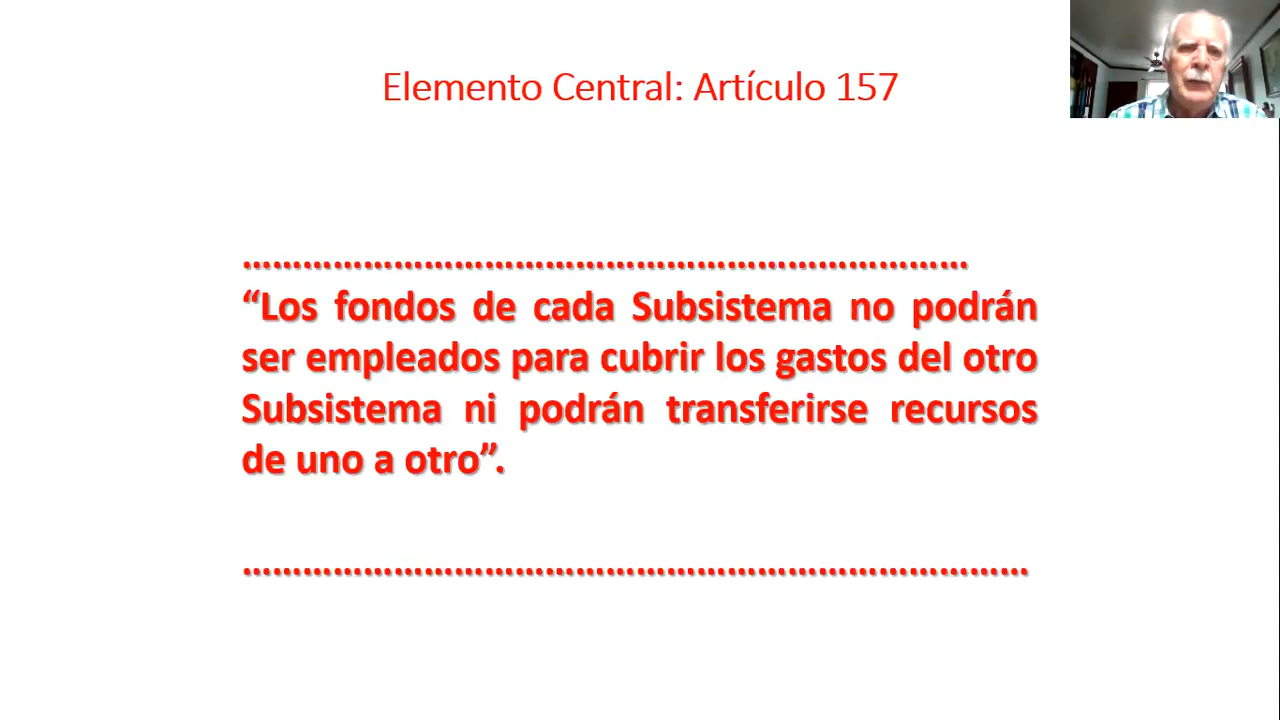 Elemento Central: Artículo 157
……………………………………………………………
“Los fondos de cada Subsistema no podrán
ser empleados para cubrir los gastos del otro
Subsistema ni podrán transferirse recursos
de uno a otro”.
…………………………………………………………………